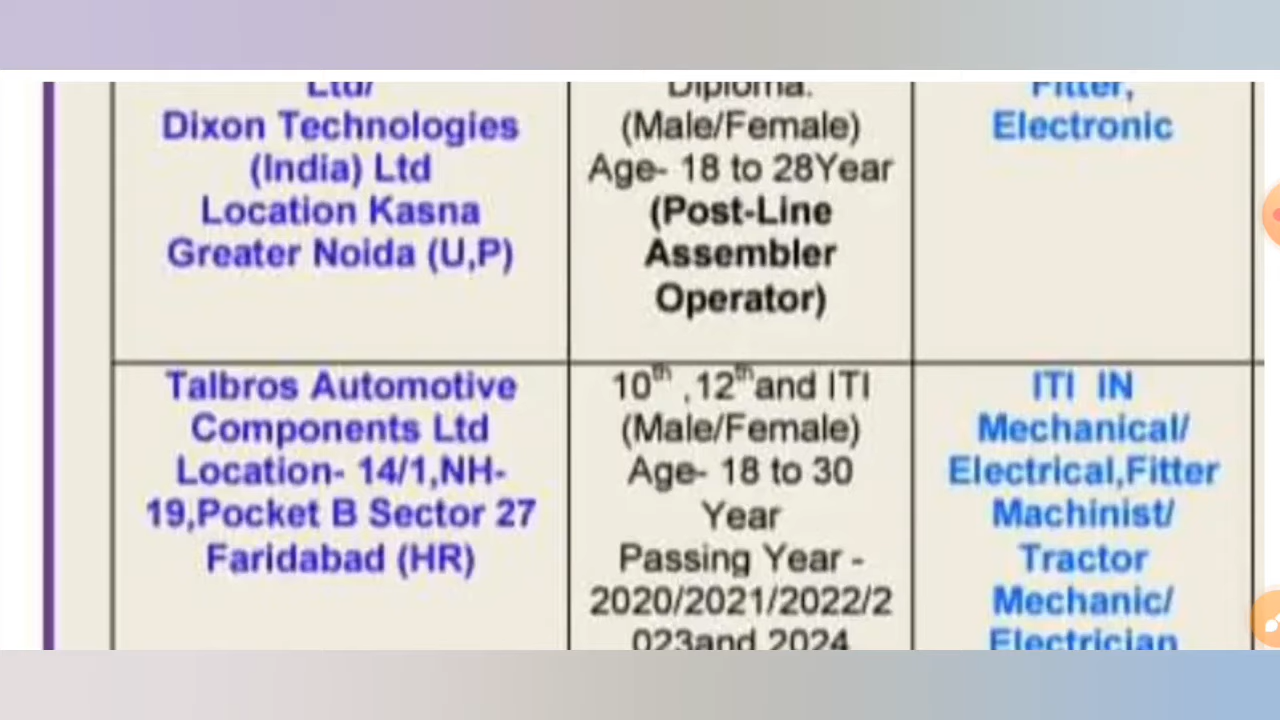 Ltd/
Dixon Technologies
(India) Ltd
Location Kasna
Greater Noida (U,P)
Diploma.
(Male/Female)
Age- 18 to 28Year
(Post-Line
Assembler
Operator)
Fitter,
Electronic
Talbros Automotive
Components Ltd
Location- 14/1,NH-
19,Pocket B Sector 27
Faridabad (HR)
10th ,12th and ITI
(Male/Female)
Age- 18 to 30
Year
Passing Year -
2020/2021/2022/2
023and 2024
ITI IN
Mechanical/
Electrical,Fitter
Machinist/
Tractor
Mechanic/
Electrician